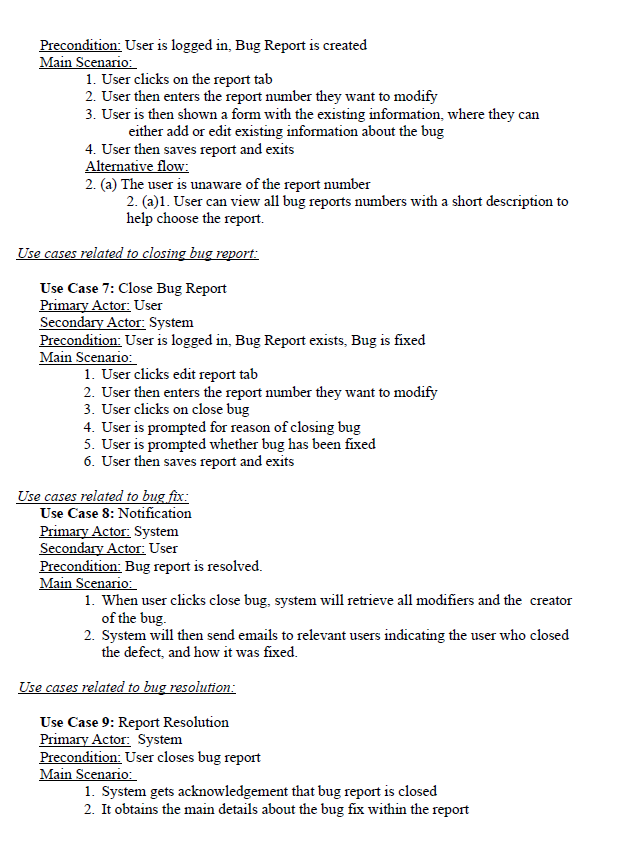 Precondition: User is logged in, Bug Report is created
Main Scenario:
1. User clicks on the report tab
2. User then enters the report number they want to modify
3. User is then shown a form with the existing information, where they can
either add or edit existing information about the bug
4. User then saves report and exits
Alternative flow:
2. (a) The user is unaware of the report number
2. (a)1. User can view all bug reports numbers with a short description to
help choose the report.
Use cases related to closing bug report:
Use Case 7: Close Bug Report
Primary Actor: User
Secondary Actor: System
Precondition: User is logged in, Bug Report exists, Bug is fixed
Main Scenario:
1. User clicks edit report tab
2. User then enters the report number they want to modify
3. User clicks on close bug
4. User is prompted for reason of closing bug
5. User is prompted whether bug has been fixed
6. User then saves report and exits
Use cases related to bug fix:
Use Case 8: Notification
Primary Actor: System
Secondary Actor: User
Precondition: Bug report is resolved.
Main Scenario:
1. When user clicks close bug, system will retrieve all modifiers and the creator
of the bug.
2. System will then send emails to relevant users indicating the user who closed
the defect, and how it was fixed.
Use cases related to bug resolution:
Use Case 9: Report Resolution
Primary Actor: System
Precondition: User closes bug report
Main Scenario:
1. System gets acknowledgement that bug report is closed
2. It obtains the main details about the bug fix within the report